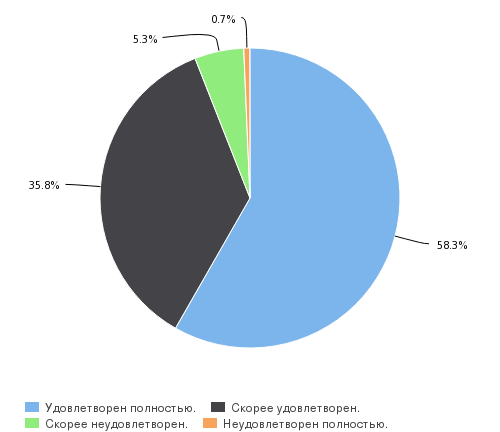 0.7%
5.3%
35.8%
58.3%
Удовлетворен полностью. Скорее удовлетворен.
Скорее неудовлетворен. Неудовлетворен полностью.